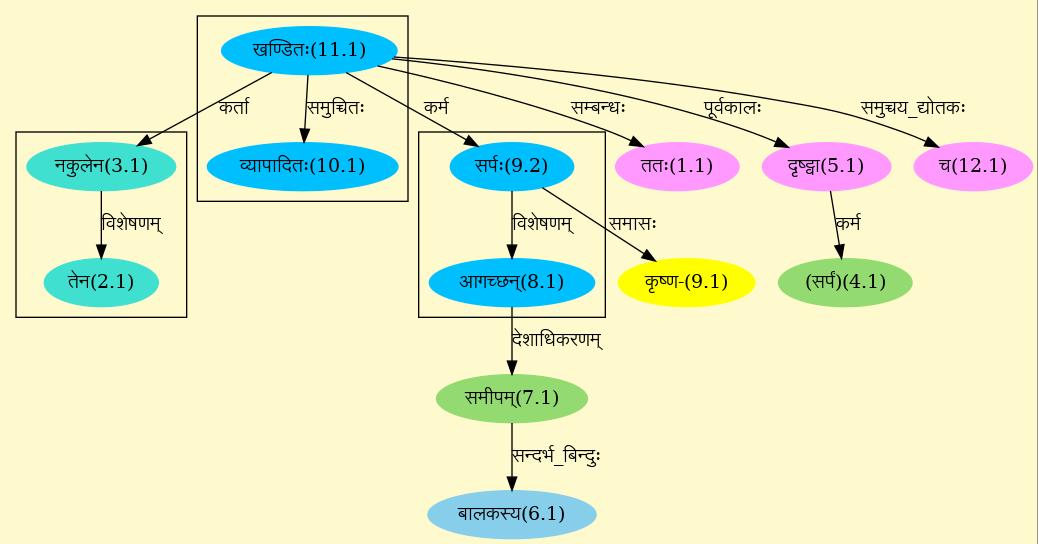 खण्डितः(11.1)
कर्ता समुच्चितः कर्म सम्बन्धः पूर्वकालः समुच्चय_द्योतकः
नकुलेन(3.1) व्यापादितः(10.1) सर्पः(9.2) ततः(1.1) दृष्ट्वा(5.1) च(12.1)
विशेषणम् विशेषणम् समासः कर्म
तेन(2.1) आगच्छन्(8.1) कृष्ण-(9.1) (सर्पं)(4.1)
देशाधिकरणम्
समीपम्(7.1)
सन्दर्भ_बिन्दुः
बालकस्य(6.1)